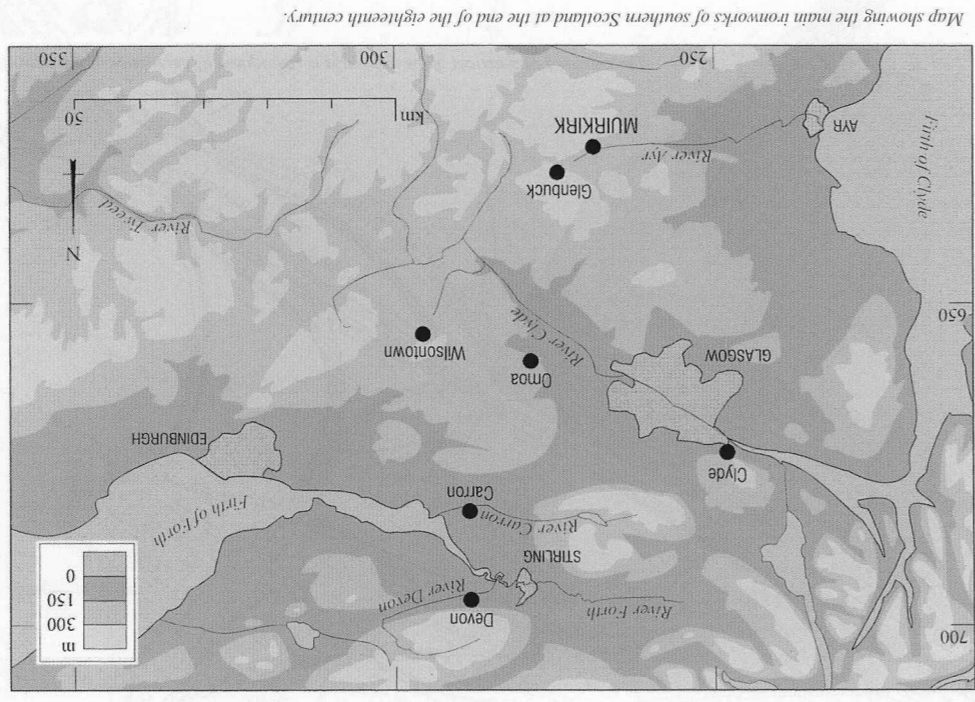 700
650
m
300
150
0
River Forth
STIRLING
Devon
River Devon
River Carron
Carron
Firth of Forth
Clyde
EDINBURGH
GLASGOW
Omoa
Wilsontown
River Clyde
Firth of Clyde
Glenbuck
River Ayr
MUIRKIRK
AYR
River Tweed
N
km
50
250
300
350
Map showing the main ironworks of southern Scotland at the end of the eighteenth century.